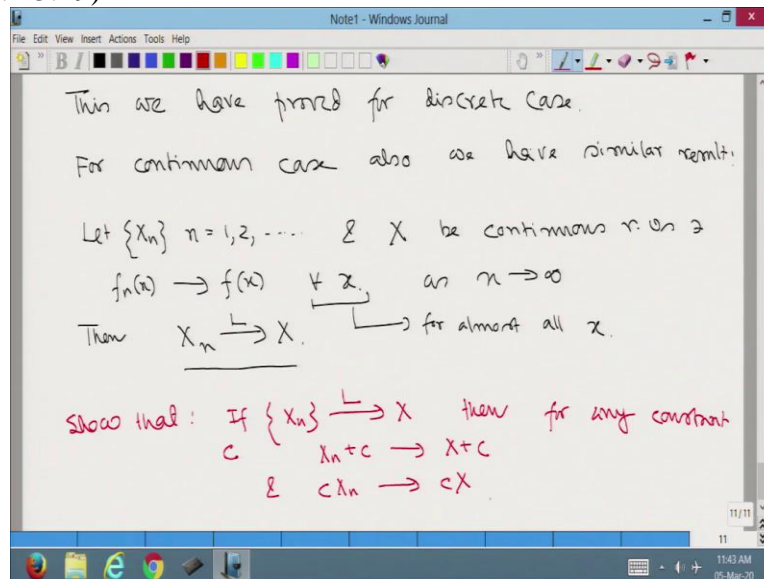 Note1 - Windows Journal
File Edit View Insert Actions Tools Help
This we have proved for discrete case.
For continuous case also we have similar result.
Let {Xn} n = 1, 2, ---- & X be continuous r.vs ∋
fn(x) → f(x) ∀ x, as n → ∞
Then Xn –L→ X. → for almost all x.
Show that: If {Xn} –L→ X then for any constant
c Xn+c → X+c
& cXn → cX
11/11
11
11:43 AM
05-Mar-20